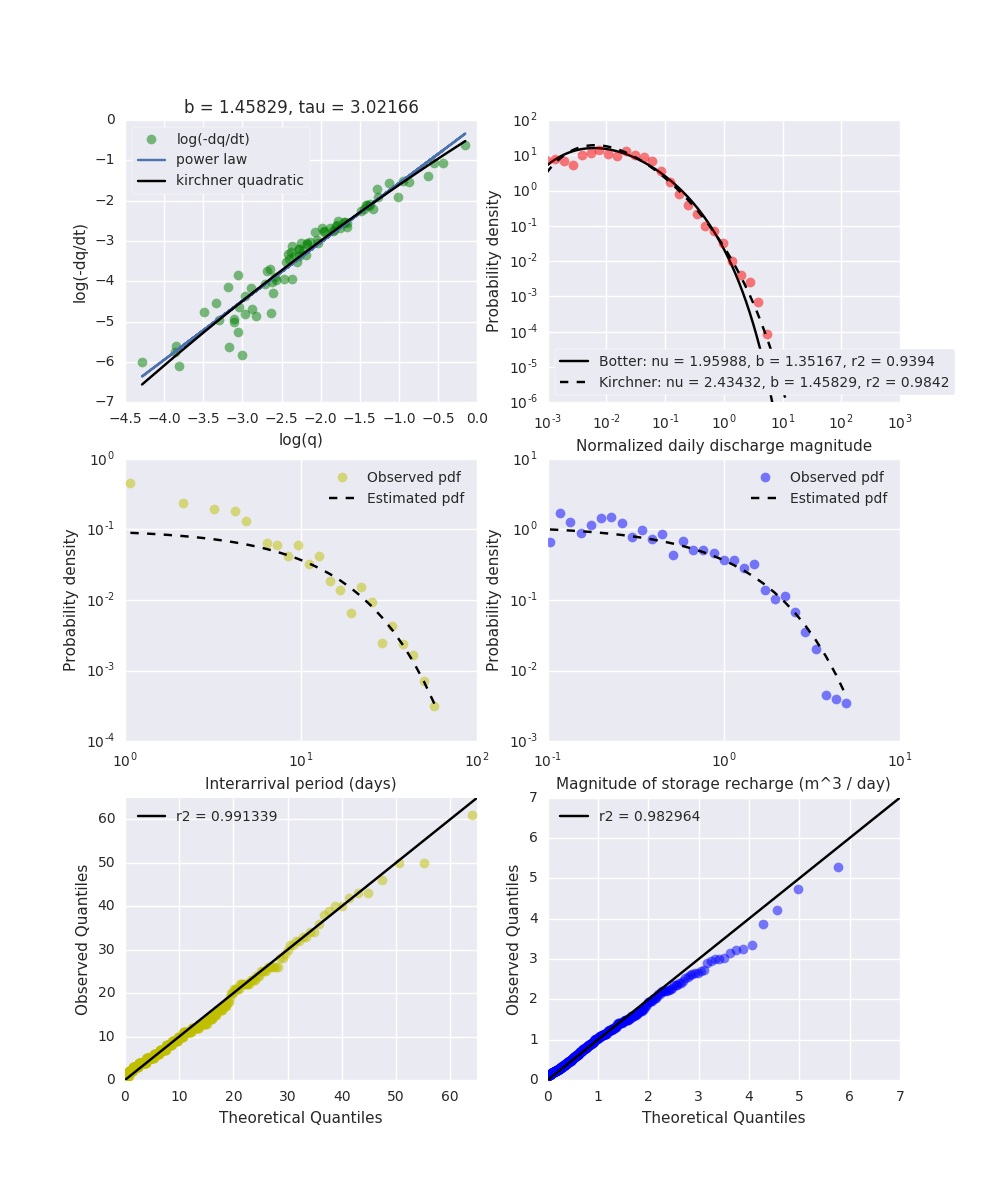 b = 1.45829, tau = 3.02166
log(-dq/dt)
0
−1
−2
−3
−4
−5
−6
−7
log(-dq/dt)
power law
kirchner quadratic
−4.5 −4.0 −3.5 −3.0 −2.5 −2.0 −1.5 −1.0 −0.5 0.0
log(q)
Probability density
10^2
10^1
10^0
10^-1
10^-2
10^-3
10^-4
10^-5
10^-6
Botter: nu = 1.95988, b = 1.35167, r2 = 0.9394
Kirchner: nu = 2.43432, b = 1.45829, r2 = 0.9842
10^-3 10^-2 10^-1 10^0 10^1 10^2 10^3
Normalized daily discharge magnitude
Probability density
10^0
10^-1
10^-2
10^-3
10^-4
Observed pdf
Estimated pdf
10^0 10^1 10^2
Interarrival period (days)
Probability density
10^1
10^0
10^-1
10^-2
10^-3
Observed pdf
Estimated pdf
10^-1 10^0 10^1
Magnitude of storage recharge (m^3 / day)
Observed Quantiles
60
50
40
30
20
10
0
r2 = 0.991339
0 10 20 30 40 50 60
Theoretical Quantiles
Observed Quantiles
7
6
5
4
3
2
1
0
r2 = 0.982964
0 1 2 3 4 5 6 7
Theoretical Quantiles